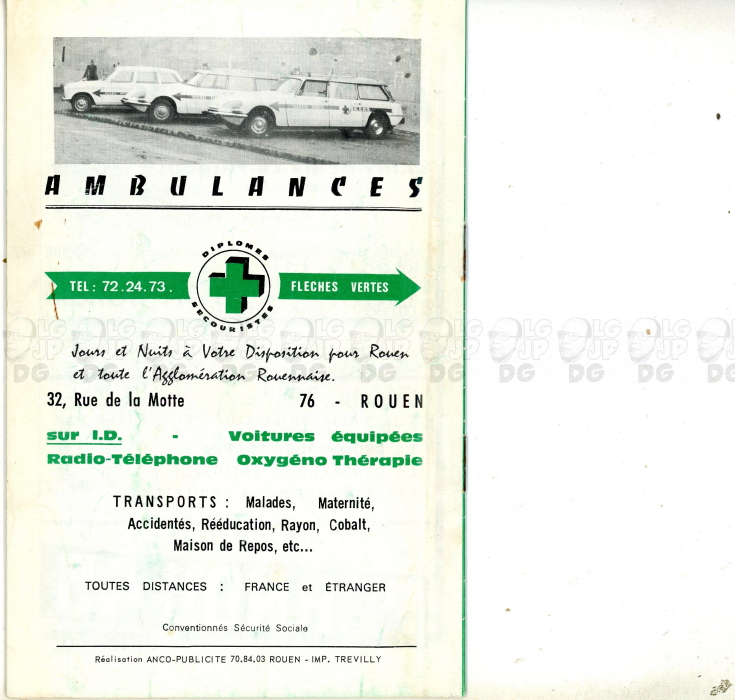 AMBULANCES
DIPLOMES
TEL: 72.24.73.
FLECHES VERTES
SECOURISTES
Jours et Nuits à Votre Disposition pour Rouen
et toute l'Agglomération Rouennaise.
32, Rue de la Motte 76 - ROUEN
sur I.D. - Voitures équipées
Radio-Téléphone Oxygéno Thérapie
TRANSPORTS : Malades, Maternité,
Accidentés, Rééducation, Rayon, Cobalt,
Maison de Repos, etc...
TOUTES DISTANCES : FRANCE et ÉTRANGER
Conventionnés Sécurité Sociale
Réalisation ANCO-PUBLICITE 70.84.03 ROUEN - IMP. TREVILLY
LG JP DG